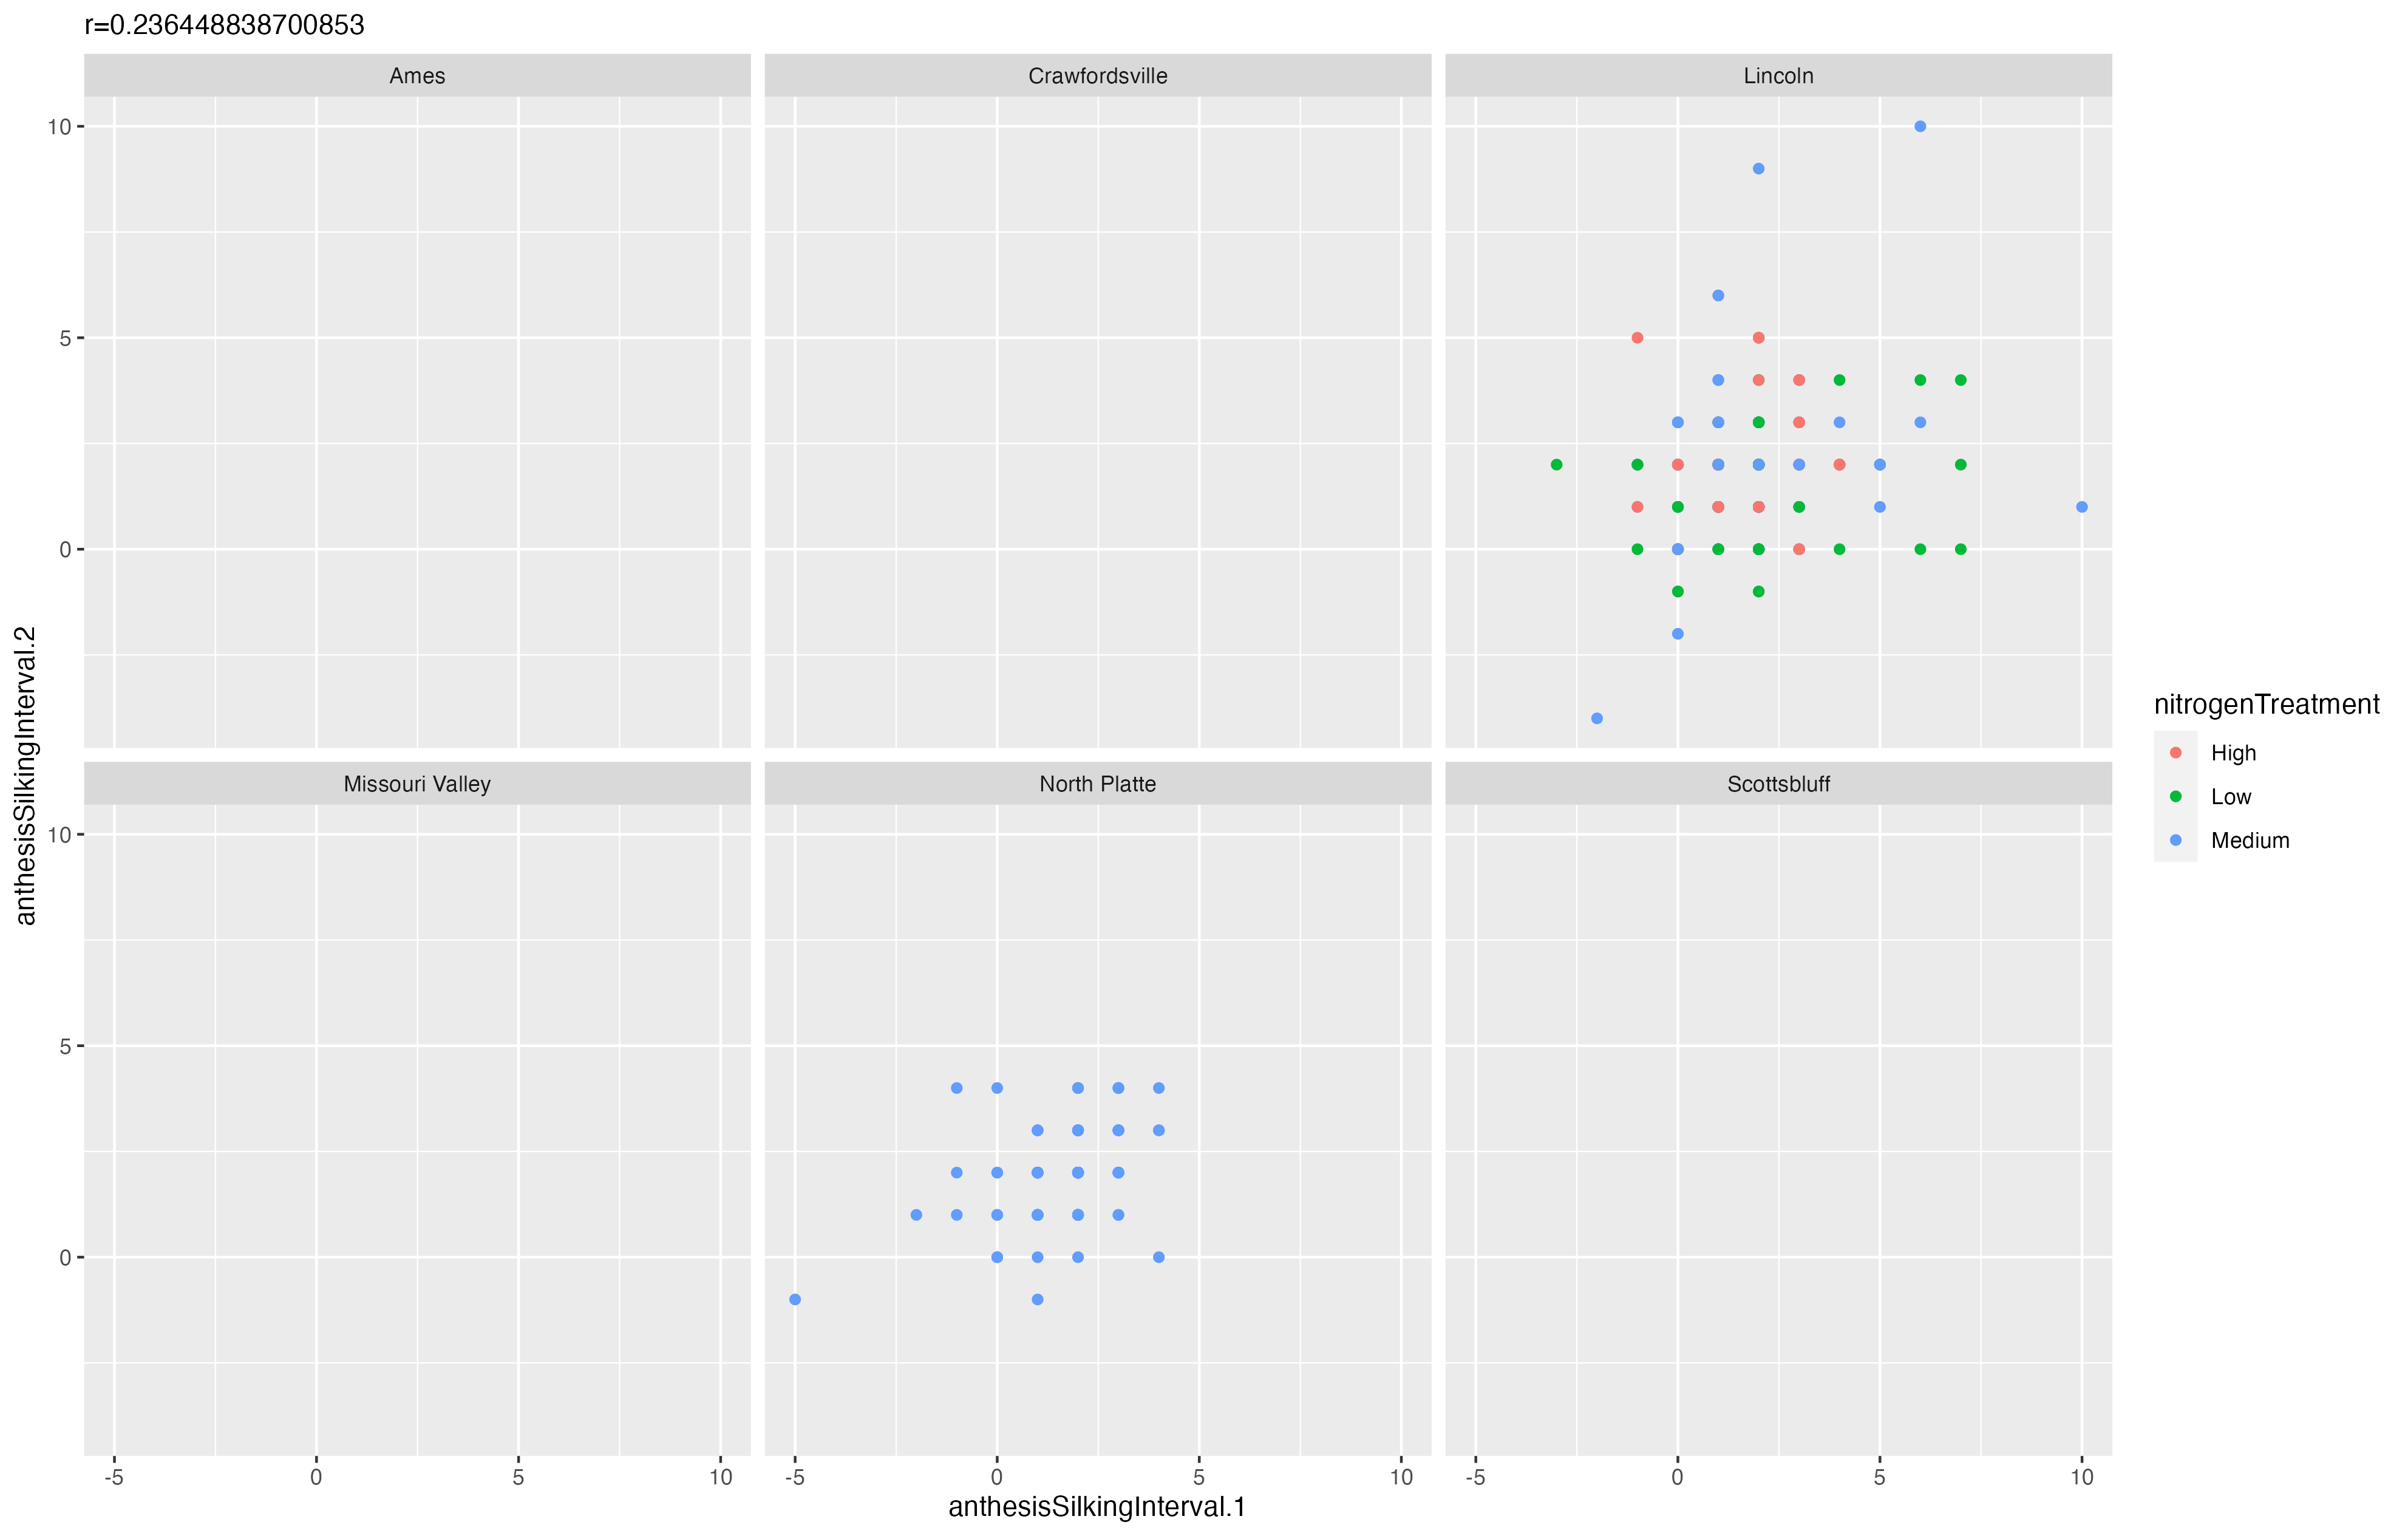 r=0.236448838700853
Ames
Crawfordsville
Lincoln
10
5
0
Missouri Valley
North Platte
Scottsbluff
10
5
0
-5 0 5 10
-5 0 5 10
-5 0 5 10
anthesisSilkingInterval.1
anthesisSilkingInterval.2
nitrogenTreatment
High
Low
Medium